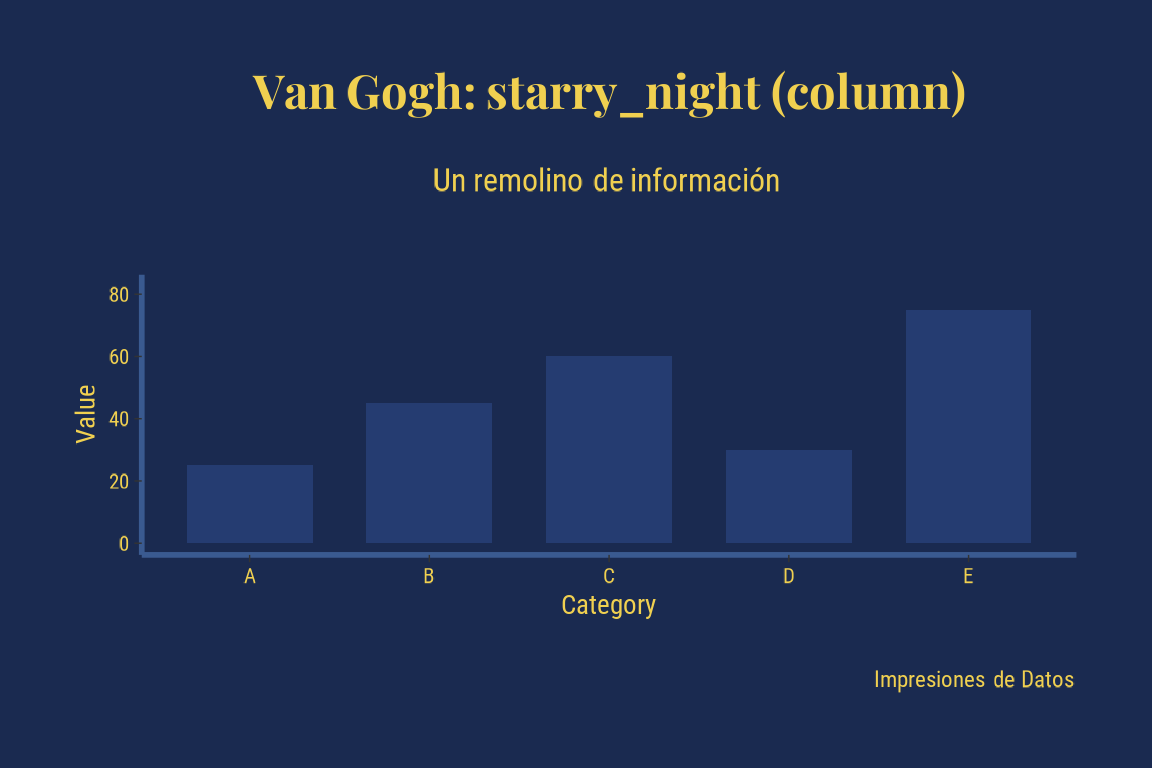 Van Gogh: starry_night (column)
Un remolino de información
80
60
40
20
0
Value
A B C D E
Category
Impresiones de Datos